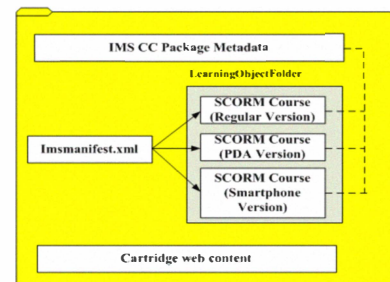 IMS CC Package Metadata
LearningObjectFolder
SCORM Course
(Regular Version)
Imsmanifest.xml
SCORM Course
(PDA Version)
SCORM Course
(Smartphone
Version)
Cartridge web content